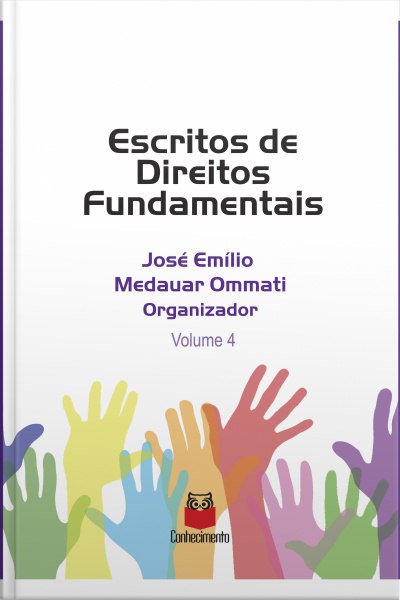 Escritos de
Direitos
Fundamentais
José Emílio
Medauar Ommati
Organizador
Volume 4
Conhecimento